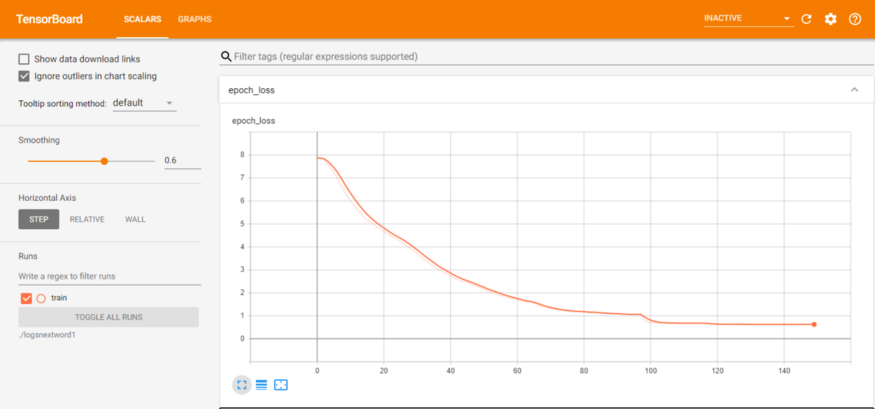 TensorBoard SCALARS GRAPHS INACTIVE
Show data download links
Ignore outliers in chart scaling
Tooltip sorting method: default
Smoothing
0.6
Horizontal Axis
STEP RELATIVE WALL
Runs
Write a regex to filter runs
train
TOGGLE ALL RUNS
./logsnextword1
Filter tags (regular expressions supported)
epoch_loss
epoch_loss
8
7
6
5
4
3
2
1
0
0 20 40 60 80 100 120 140